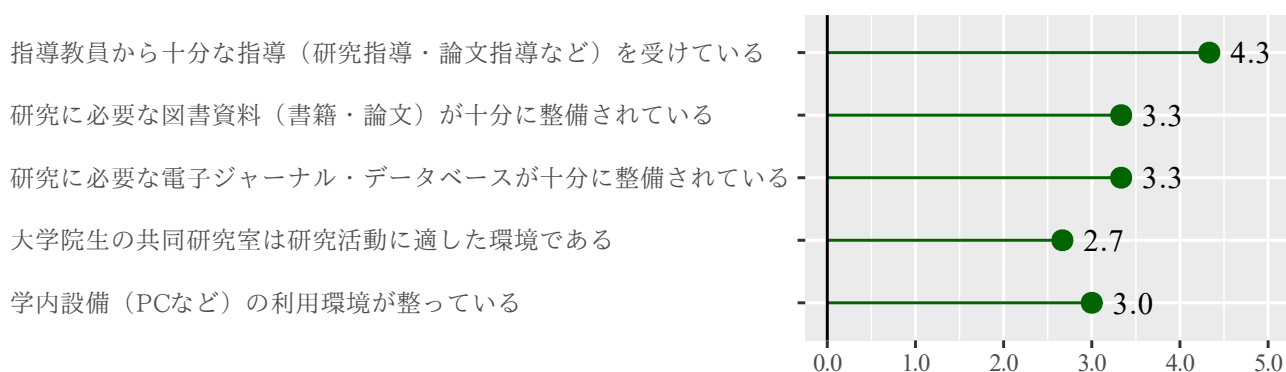 指導教員から十分な指導（研究指導・論文指導など）を受けている 4.3
研究に必要な図書資料（書籍・論文）が十分に整備されている 3.3
研究に必要な電子ジャーナル・データベースが十分に整備されている 3.3
大学院生の共同研究室は研究活動に適した環境である 2.7
学内設備（PCなど）の利用環境が整っている 3.0
0.0 1.0 2.0 3.0 4.0 5.0